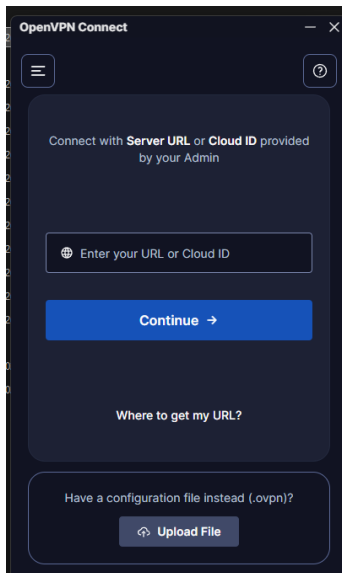 OpenVPN Connect
Connect with Server URL or Cloud ID provided
by your Admin
Enter your URL or Cloud ID
Continue →
Where to get my URL?
Have a configuration file instead (.ovpn)?
Upload File